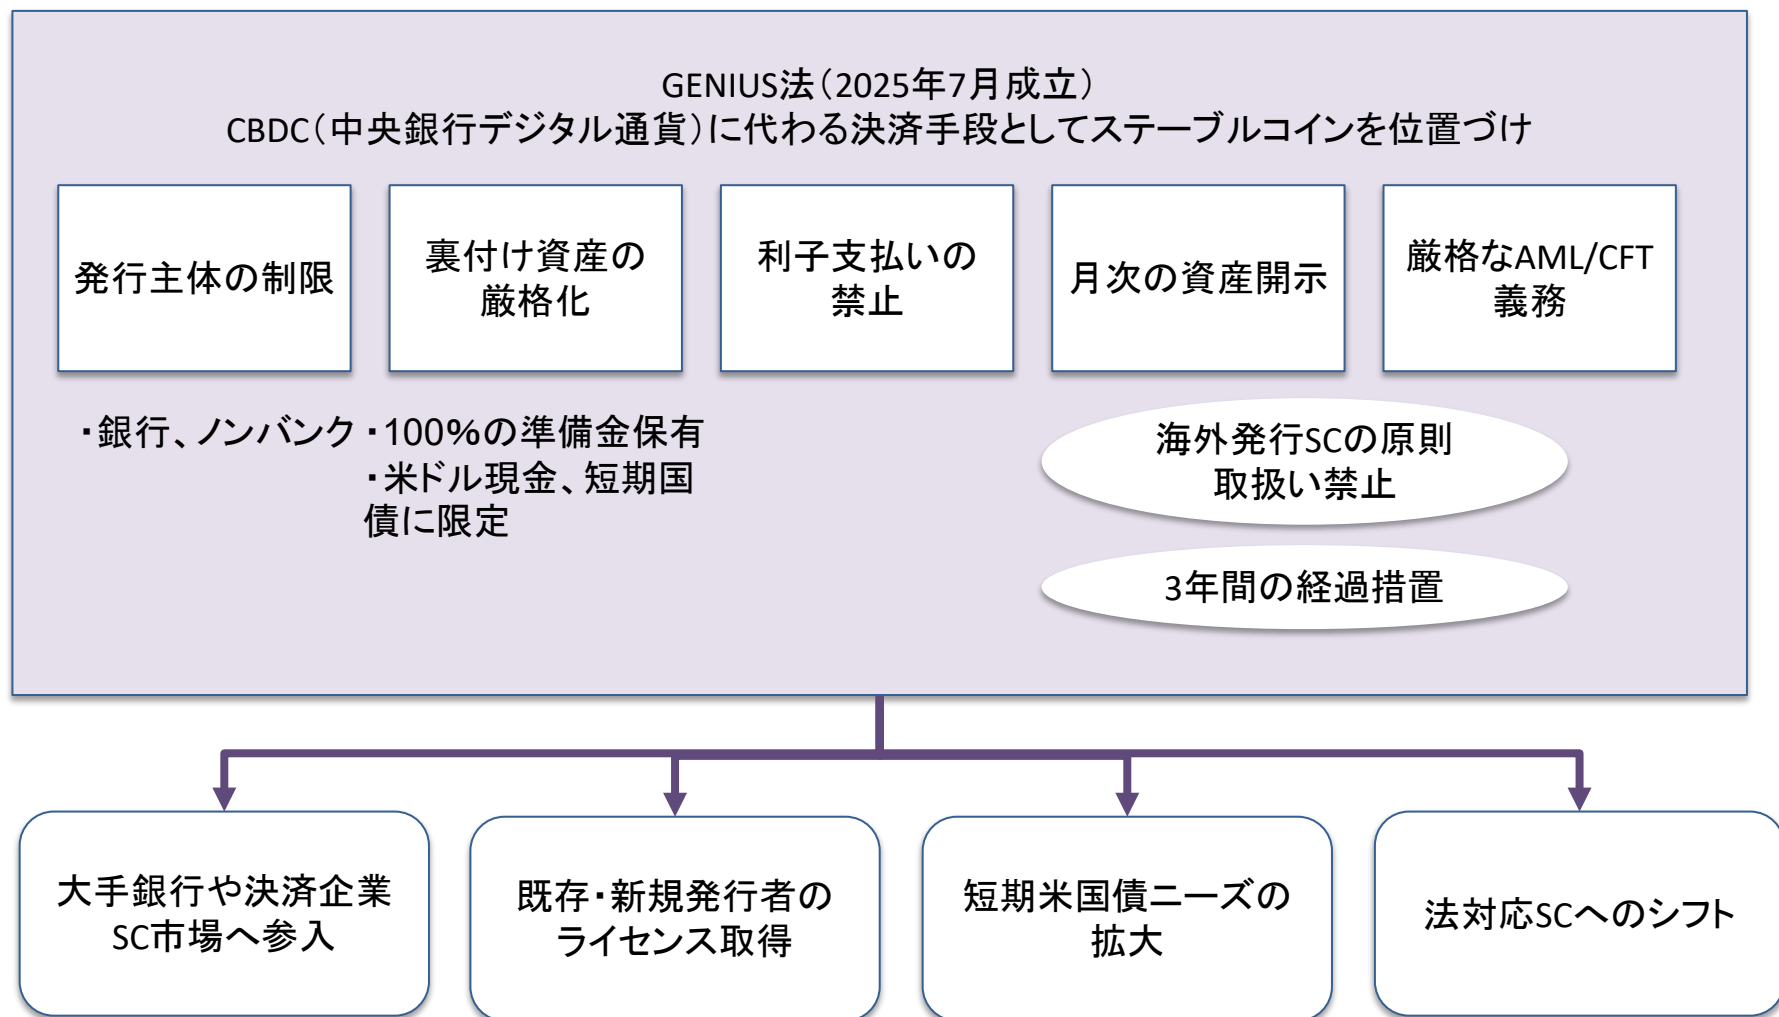 GENIUS法（2025年7月成立）
CBDC（中央銀行デジタル通貨）に代わる決済手段としてステーブルコインを位置づけ
発行主体の制限
裏付け資産の
厳格化
利子支払いの
禁止
月次の資産開示
厳格なAML/CFT
義務
・銀行、ノンバンク
・100%の準備金保有
・米ドル現金、短期国
債に限定
海外発行SCの原則
取扱い禁止
3年間の経過措置
大手銀行や決済企業
SC市場へ参入
既存・新規発行者の
ライセンス取得
短期米国債ニーズの
拡大
法対応SCへのシフト